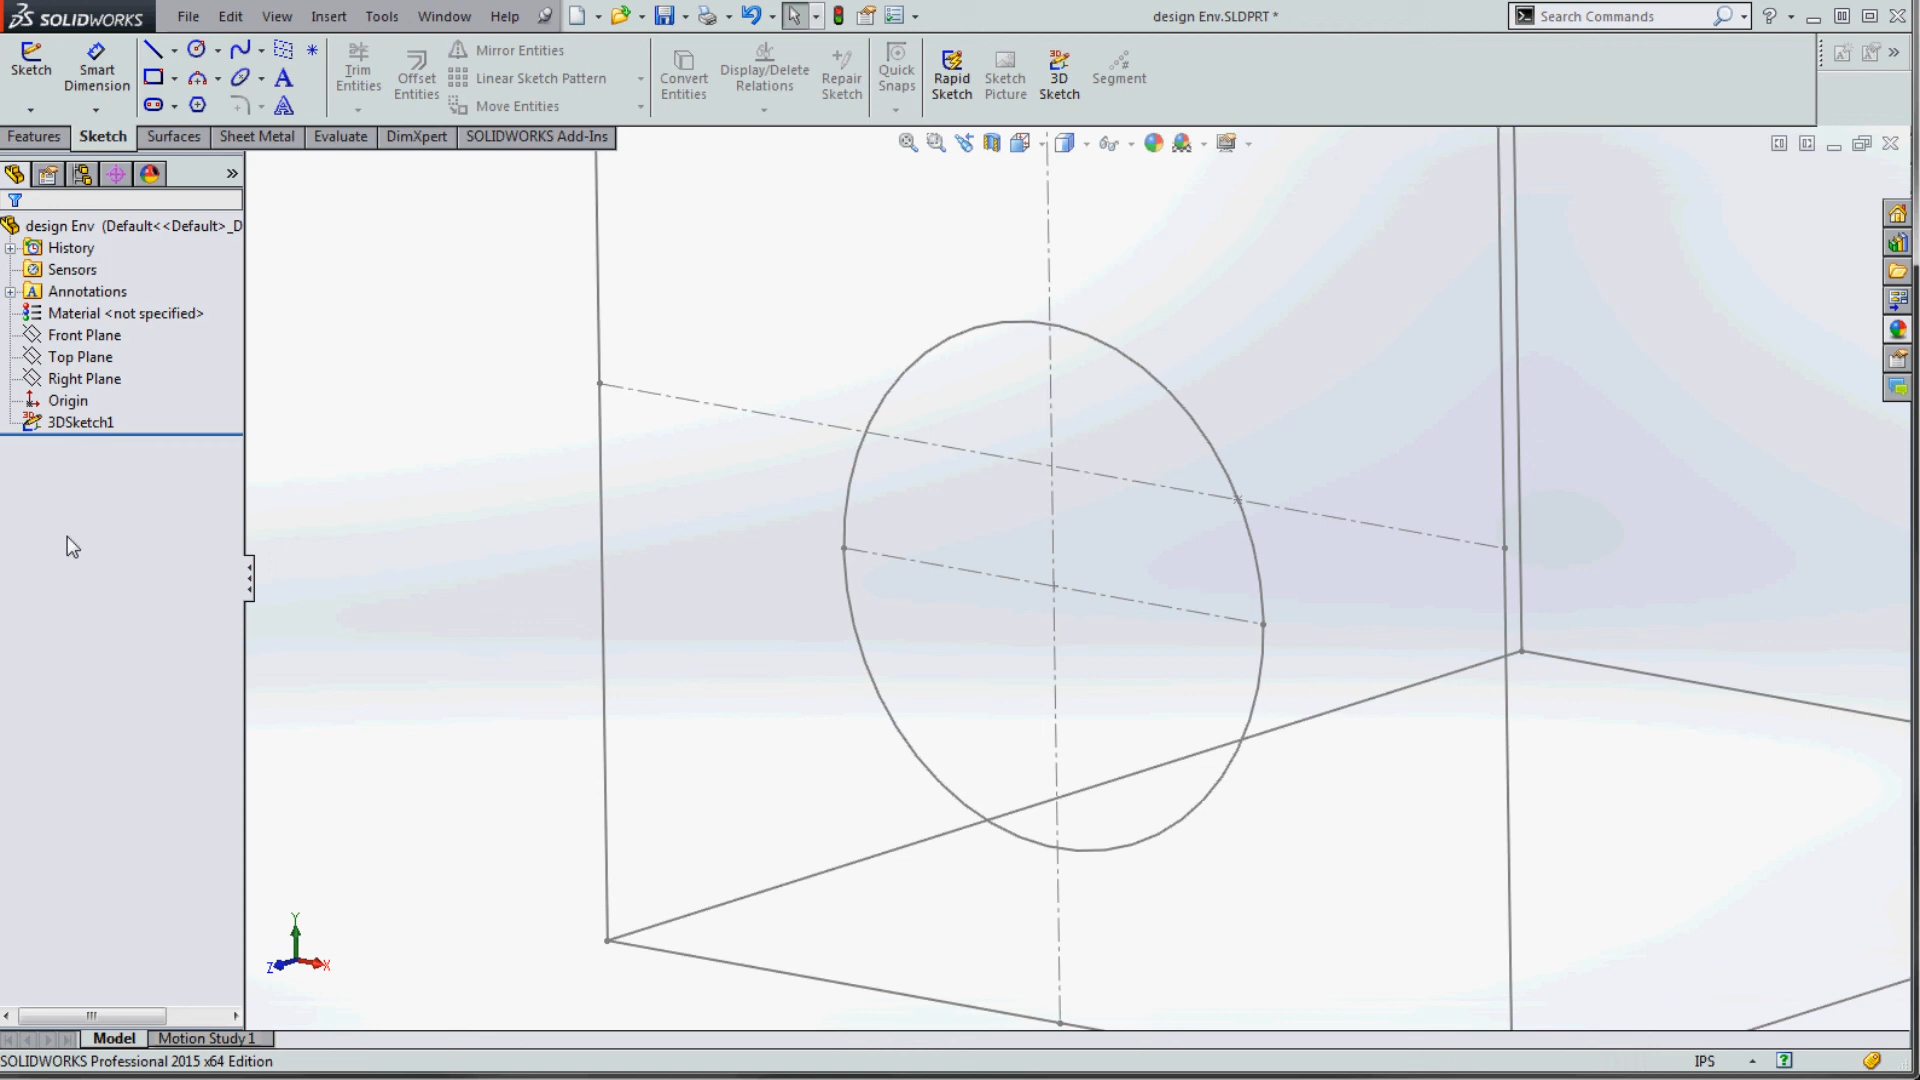 SOLIDWORKS File Edit View Insert Tools Window Help design Env.SLDPRT * Search Commands
Sketch Smart Dimension Trim Entities Offset Entities Mirror Entities Linear Sketch Pattern Move Entities Convert Entities Display/Delete Relations Repair Sketch Quick Snaps Rapid Sketch Sketch Picture 3D Sketch Segment
Features Sketch Surfaces Sheet Metal Evaluate DimXpert SOLIDWORKS Add-Ins
design Env (Default<<Default>_D
History
Sensors
Annotations
Material <not specified>
Front Plane
Top Plane
Right Plane
Origin
3DSketch1
Y
Z X
Model Motion Study 1
SOLIDWORKS Professional 2015 x64 Edition IPS